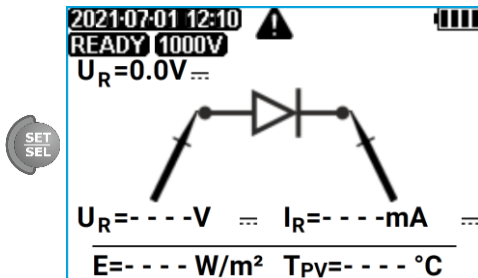 2021·07·01 12:10
READY 1000V
UR=0.0V
SET
SEL
UR=- - - -V IR=- - - -mA
E=- - - - W/m² TPV=- - - - °C